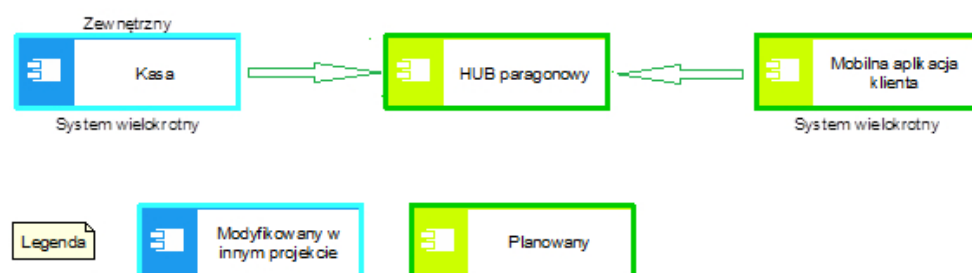 Zewnętrzny
Kasa
System wielokrotny
HUB paragonowy
Mobilna aplikacja
klienta
System wielokrotny
Legenda
Modyfikowany w
innym projekcie
Planowany